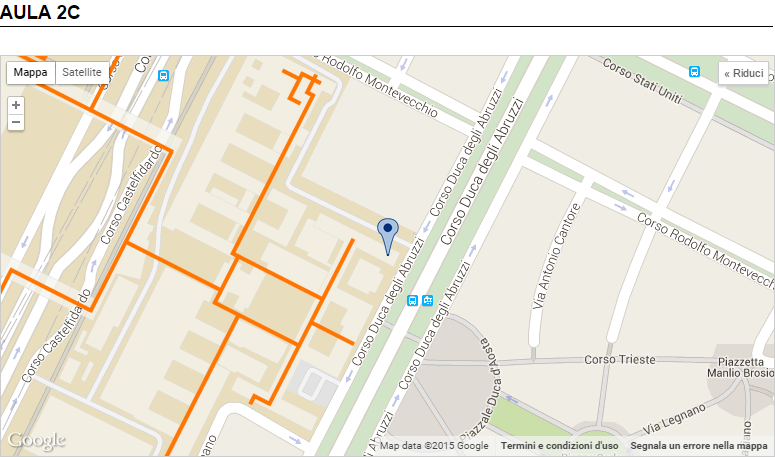 AULA 2C
Mappa
Satellite
« Riduci
+
−
Corso Rodolfo Montevecchio
Corso Stati Uniti
Corso Duca degli Abruzzi
Corso Duca degli Abruzzi
Corso Castelfidardo
Corso Rodolfo Montevecchio
Via Antonio Cantore
Corso Duca degli Abruzzi
Corso Duca degli Abruzzi
Corso Castelfidardo
Corso Trieste
Piazzetta
Manlio Brosio
Piazzale Duca d'Aosta
Via Legnano
Google
Map data ©2015 Google
Termini e condizioni d'uso
Segnala un errore nella mappa